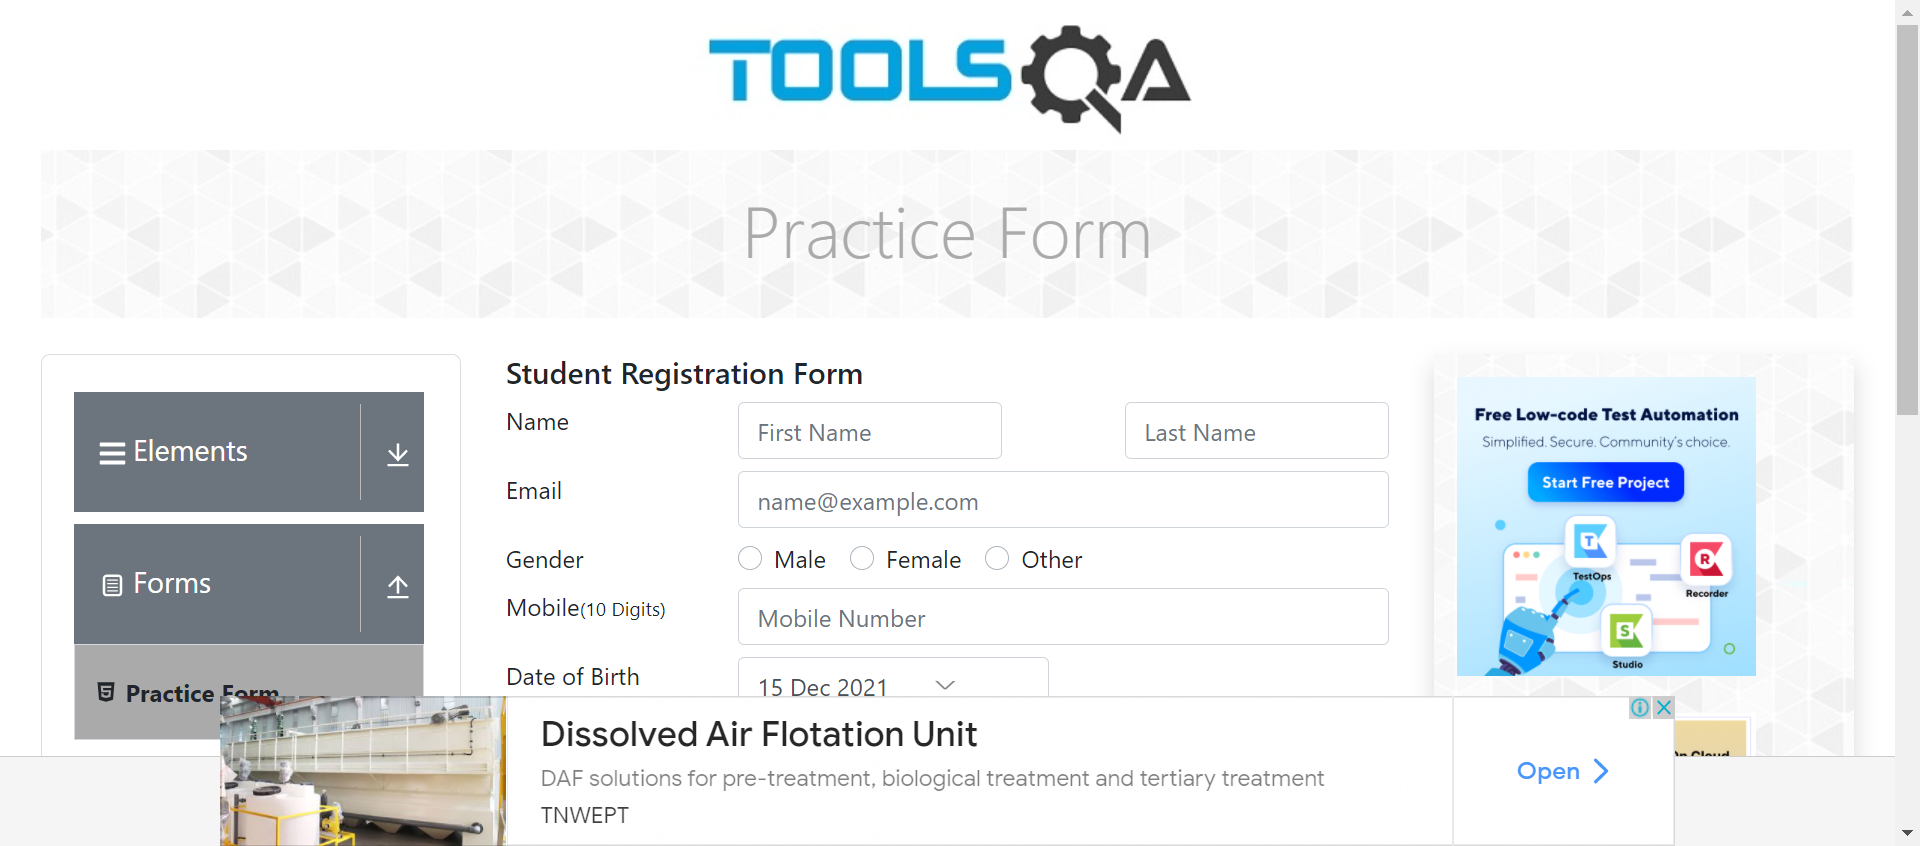 TOOLSQA
Practice Form
Elements
Forms
Practice Form
Student Registration Form
Name
First Name
Last Name
Email
name@example.com
Gender
Male
Female
Other
Mobile(10 Digits)
Mobile Number
Date of Birth
15 Dec 2021
Free Low-code Test Automation
Simplified. Secure. Community's choice.
Start Free Project
TestOps
Recorder
Studio
Cloud
Dissolved Air Flotation Unit
DAF solutions for pre-treatment, biological treatment and tertiary treatment
TNWEPT
Open